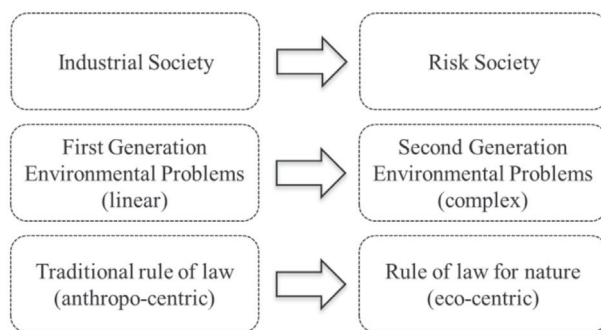 Industrial Society
Risk Society
First Generation
Environmental Problems
(linear)
Second Generation
Environmental Problems
(complex)
Traditional rule of law
(anthropo-centric)
Rule of law for nature
(eco-centric)